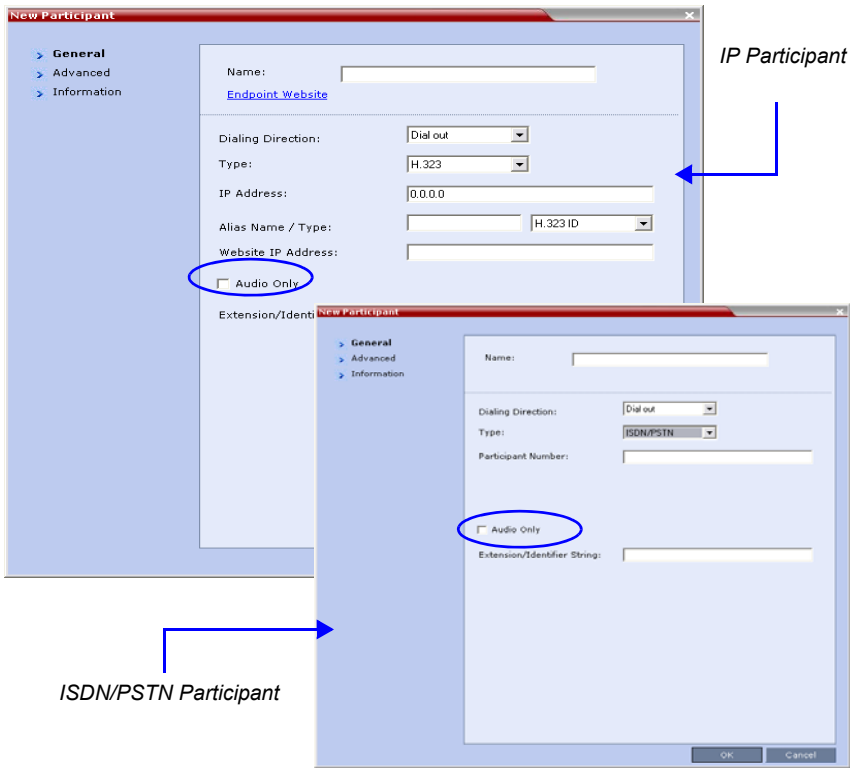 New Participant
General
Advanced
Information
Name:
Endpoint Website
Dialing Direction: Dial out
Type: H.323
IP Address: 0.0.0.0
Alias Name / Type: H.323 ID
Website IP Address:
Audio Only
Extension/Identi
IP Participant
New Participant
General
Advanced
Information
Name:
Dialing Direction: Dial out
Type: ISDN/PSTN
Participant Number:
Audio Only
Extension/Identifier String:
OK Cancel
ISDN/PSTN Participant